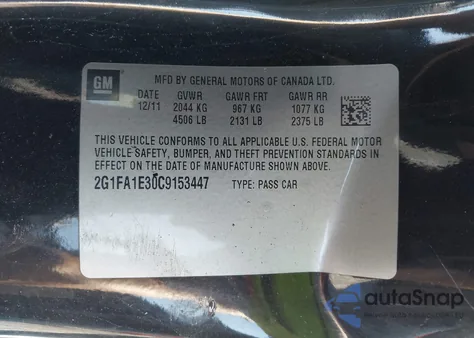 GM
MFD BY GENERAL MOTORS OF CANADA LTD.
DATE GVWR GAWR FRT GAWR RR
12/11 2044 KG 967 KG 1077 KG
4506 LB 2131 LB 2375 LB
THIS VEHICLE CONFORMS TO ALL APPLICABLE U.S. FEDERAL MOTOR
VEHICLE SAFETY, BUMPER, AND THEFT PREVENTION STANDARDS IN
EFFECT ON THE DATE OF MANUFACTURE SHOWN ABOVE.
2G1FA1E30C9153447 TYPE: PASS CAR
autoSnap